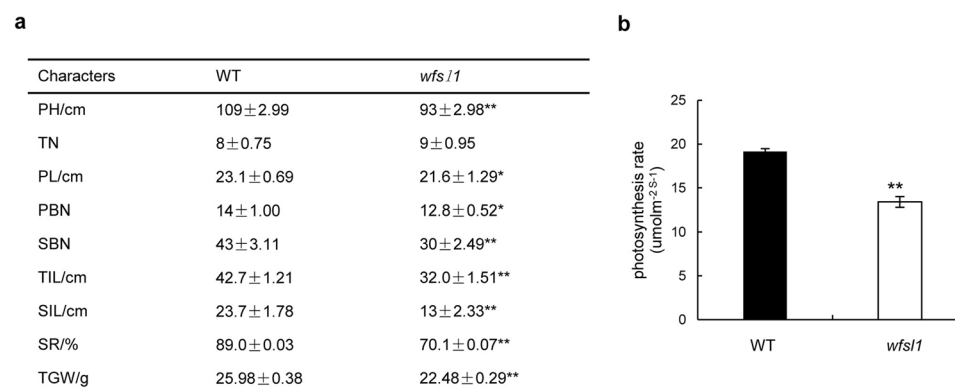 a
Characters WT wfsl1
PH/cm 109±2.99 93±2.98**
TN 8±0.75 9±0.95
PL/cm 23.1±0.69 21.6±1.29*
PBN 14±1.00 12.8±0.52*
SBN 43±3.11 30±2.49**
TIL/cm 42.7±1.21 32.0±1.51**
SIL/cm 23.7±1.78 13±2.33**
SR/% 89.0±0.03 70.1±0.07**
TGW/g 25.98±0.38 22.48±0.29**
b
photosynthesis rate
(umolm-2 S-1)
25
20
15
10
5
0
**
WT wfsl1